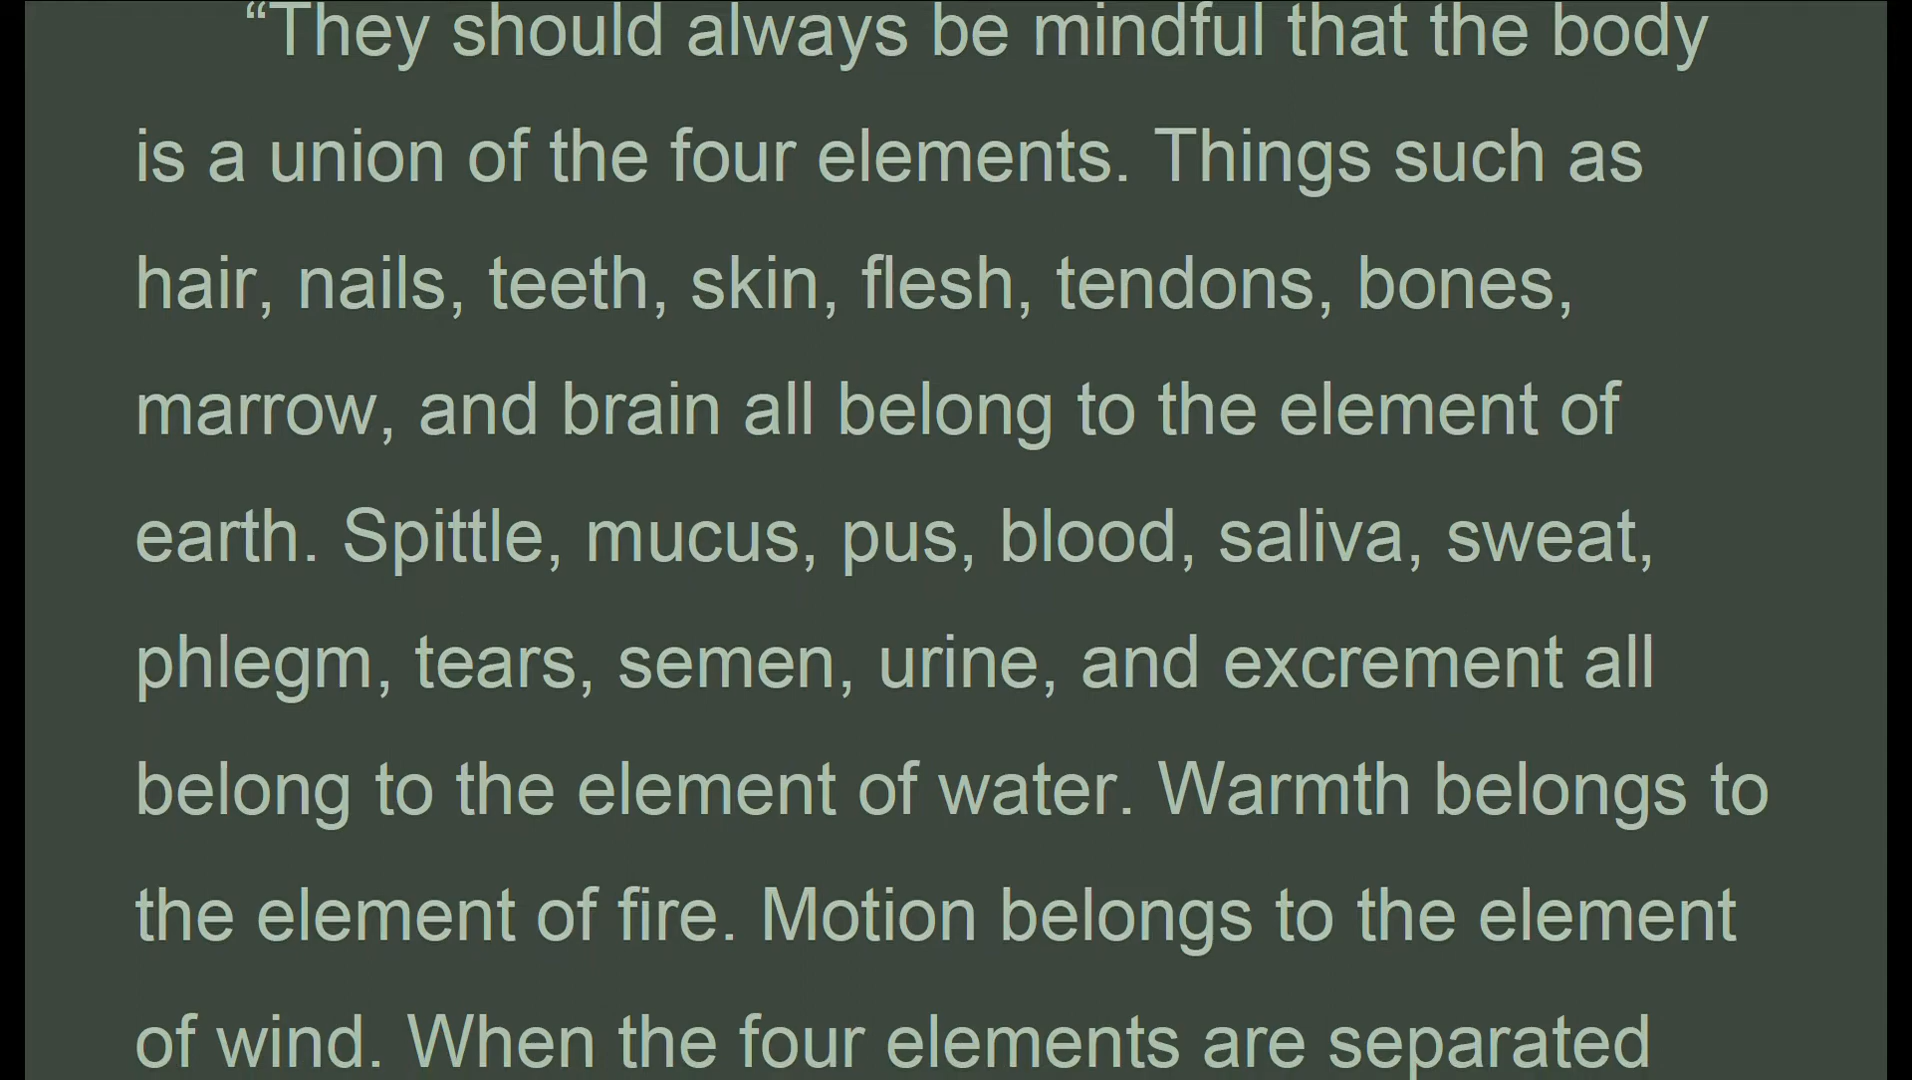 “They should always be mindful that the body
is a union of the four elements. Things such as
hair, nails, teeth, skin, flesh, tendons, bones,
marrow, and brain all belong to the element of
earth. Spittle, mucus, pus, blood, saliva, sweat,
phlegm, tears, semen, urine, and excrement all
belong to the element of water. Warmth belongs to
the element of fire. Motion belongs to the element
of wind. When the four elements are separated